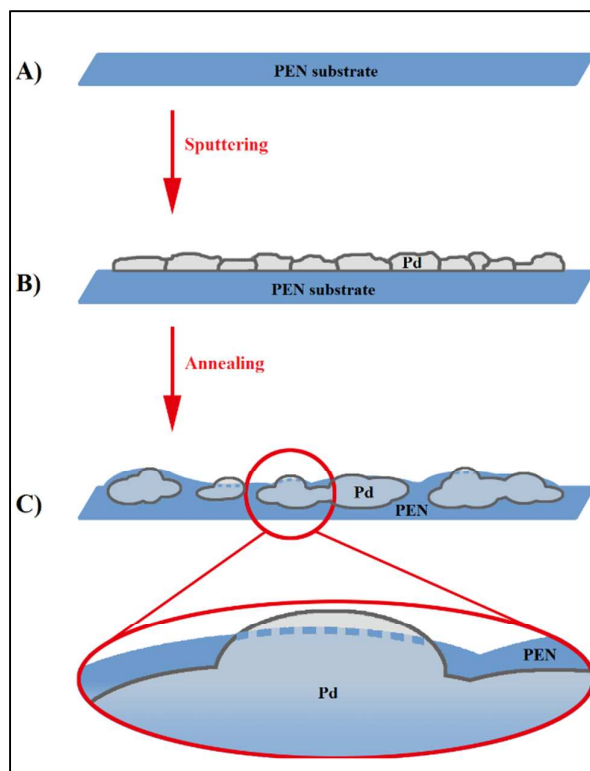 A)
PEN substrate
Sputtering
Pd
B)
PEN substrate
Annealing
C)
Pd
PEN
PEN
Pd